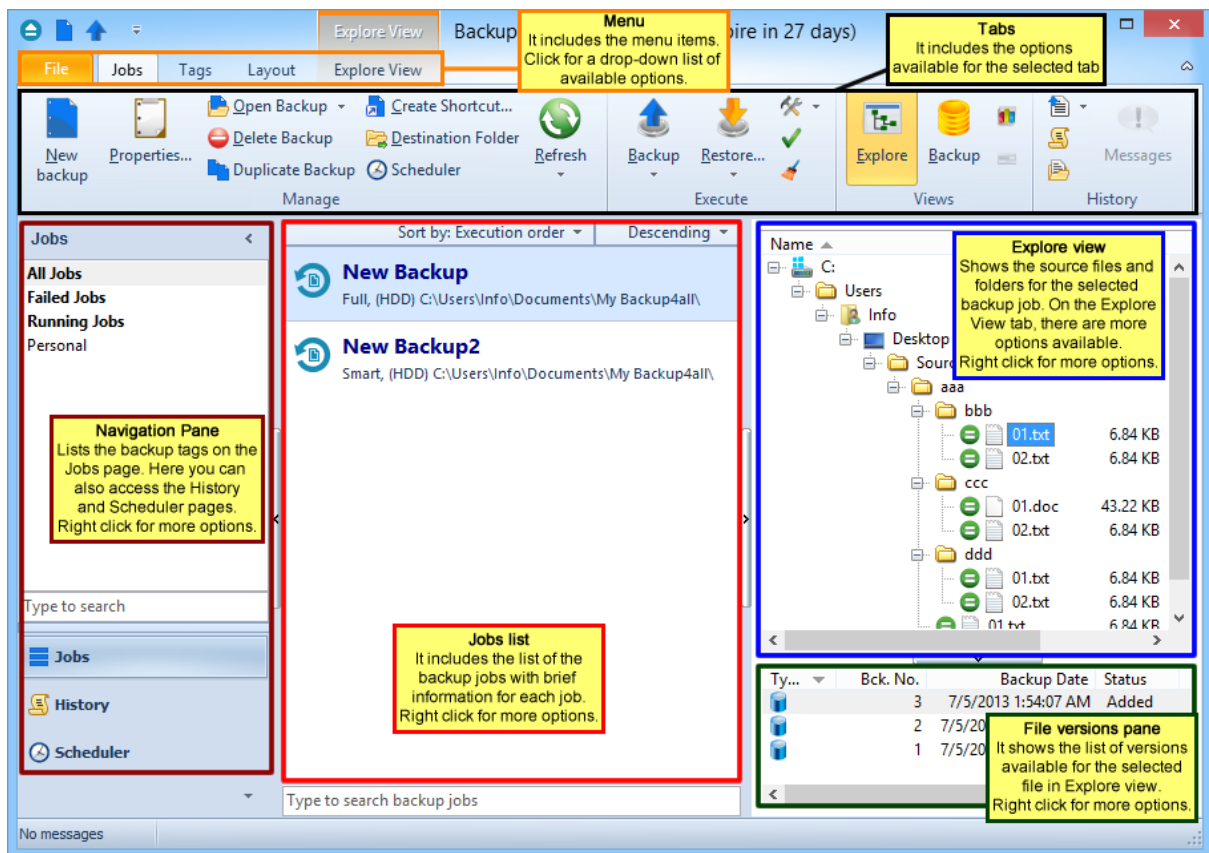 Explore View
Backup
pire in 27 days)
Menu
It includes the menu items.
Click for a drop-down list of
available options.
Tabs
It includes the options
available for the selected tab
File
Jobs
Tags
Layout
Explore View
New
backup
Properties...
Open Backup
Delete Backup
Duplicate Backup
Create Shortcut...
Destination Folder
Scheduler
Refresh
Manage
Backup
Restore...
Execute
Explore
Backup
Views
Messages
History
Jobs
All Jobs
Failed Jobs
Running Jobs
Personal
Navigation Pane
Lists the backup tags on the
Jobs page. Here you can
also access the History
and Scheduler pages.
Right click for more options.
Type to search
Jobs
History
Scheduler
Sort by: Execution order
Descending
New Backup
Full, (HDD) C:\Users\Info\Documents\My Backup4all\
New Backup2
Smart, (HDD) C:\Users\Info\Documents\My Backup4all\
Jobs list
It includes the list of the
backup jobs with brief
information for each job.
Right click for more options.
Type to search backup jobs
Name
C:
Users
Info
Desktop
Sour
aaa
bbb
01.txt 6.84 KB
02.txt 6.84 KB
ccc
01.doc 43.22 KB
02.txt 6.84 KB
ddd
01.txt 6.84 KB
02.txt 6.84 KB
01.txt 6.84 KB
Explore view
Shows the source files and
folders for the selected
backup job. On the Explore
View tab, there are more
options available.
Right click for more options.
Ty... Bck. No. Backup Date Status
3 7/5/2013 1:54:07 AM Added
2 7/5/20
1 7/5/20
File versions pane
It shows the list of versions
available for the selected
file in Explore view.
Right click for more options.
No messages